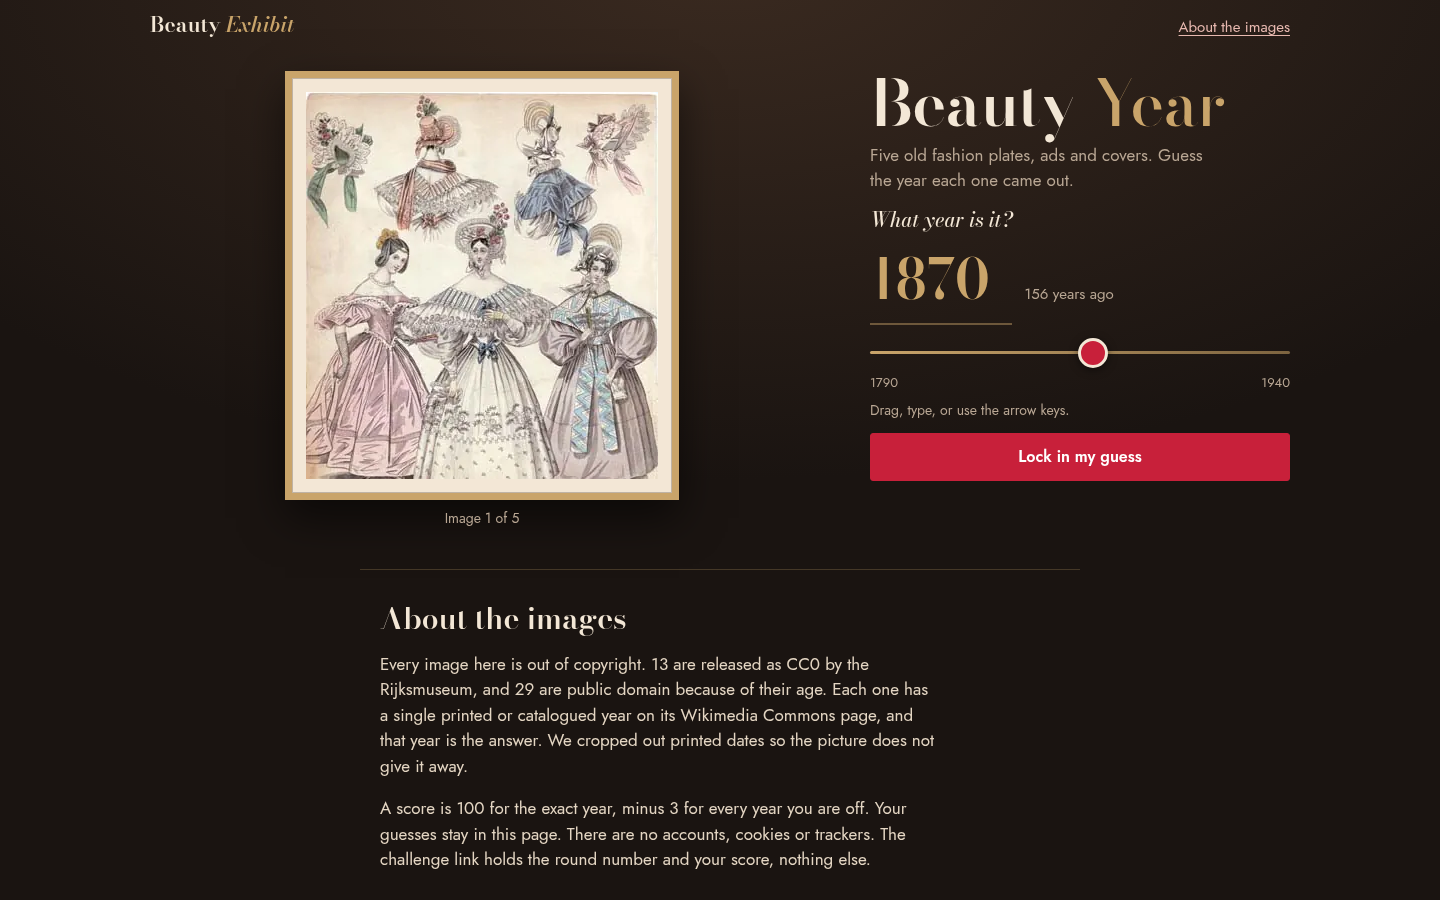 Beauty Exhibit
About the images
Beauty Year
Five old fashion plates, ads and covers. Guess
the year each one came out.
What year is it?
1870
156 years ago
1790
1940
Drag, type, or use the arrow keys.
Lock in my guess
Image 1 of 5
About the images
Every image here is out of copyright. 13 are released as CC0 by the
Rijksmuseum, and 29 are public domain because of their age. Each one has
a single printed or catalogued year on its Wikimedia Commons page, and
that year is the answer. We cropped out printed dates so the picture does not
give it away.
A score is 100 for the exact year, minus 3 for every year you are off. Your
guesses stay in this page. There are no accounts, cookies or trackers. The
challenge link holds the round number and your score, nothing else.